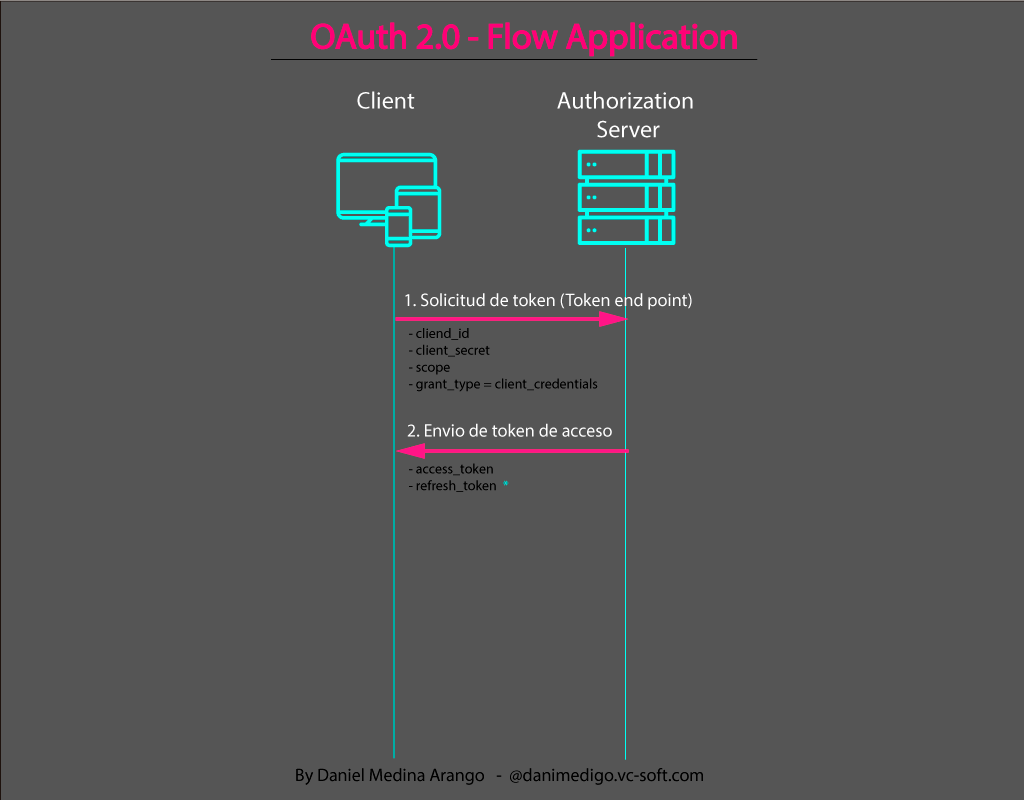 OAuth 2.0 - Flow Application
Client
Authorization
Server
1. Solicitud de token (Token end point)
- cliend_id
- client_secret
- scope
- grant_type = client_credentials
2. Envio de token de acceso
- access_token
- refresh_token *
By Daniel Medina Arango - @danimedigo.vc-soft.com